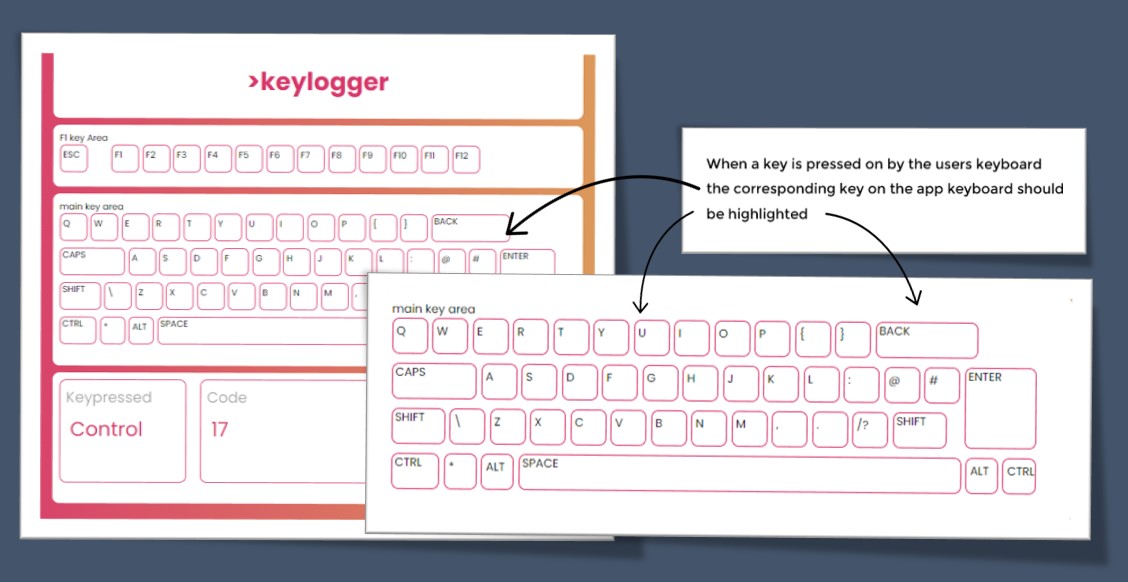 >keylogger
F1 key Area
ESC F1 F2 F3 F4 F5 F6 F7 F8 F9 F10 F11 F12
main key area
Q W E R T Y U I O P { } BACK
CAPS A S D F G H J K L : @ # ENTER
SHIFT \ Z X C V B N M ,
CTRL * ALT SPACE
Keypressed
Control
Code
17
When a key is pressed on by the users keyboard
the corresponding key on the app keyboard should
be highlighted
main key area
Q W E R T Y U I O P { } BACK
CAPS A S D F G H J K L : @ # ENTER
SHIFT \ Z X C V B N M , . /? SHIFT
CTRL * ALT SPACE ALT CTRL